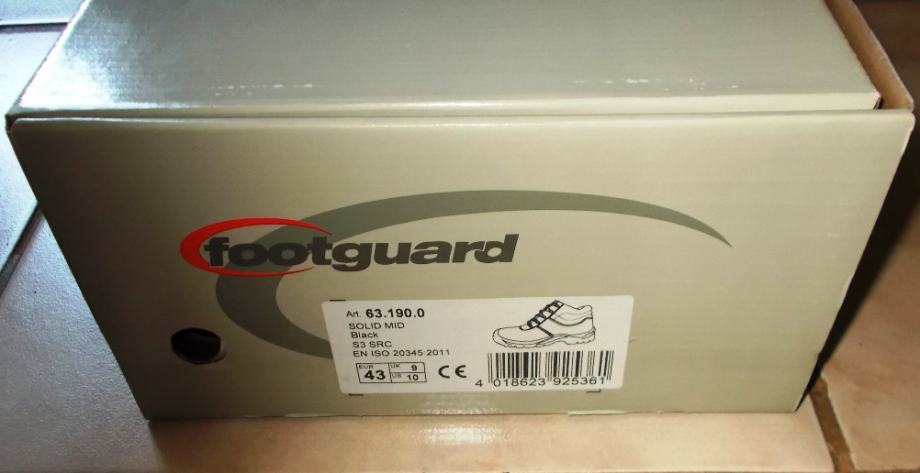 footguard
Art. 63.190.0
SOLID MID
Black
S3 SRC
EN ISO 20345:2011
EUR 43 UK 9 US 10 CE
4 018623 925361